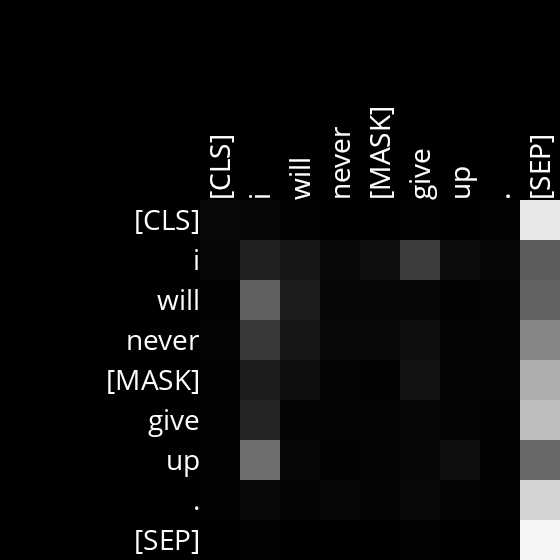 [CLS] i will never [MASK] give up . [SEP]
[CLS]
i
will
never
[MASK]
give
up
.
[SEP]